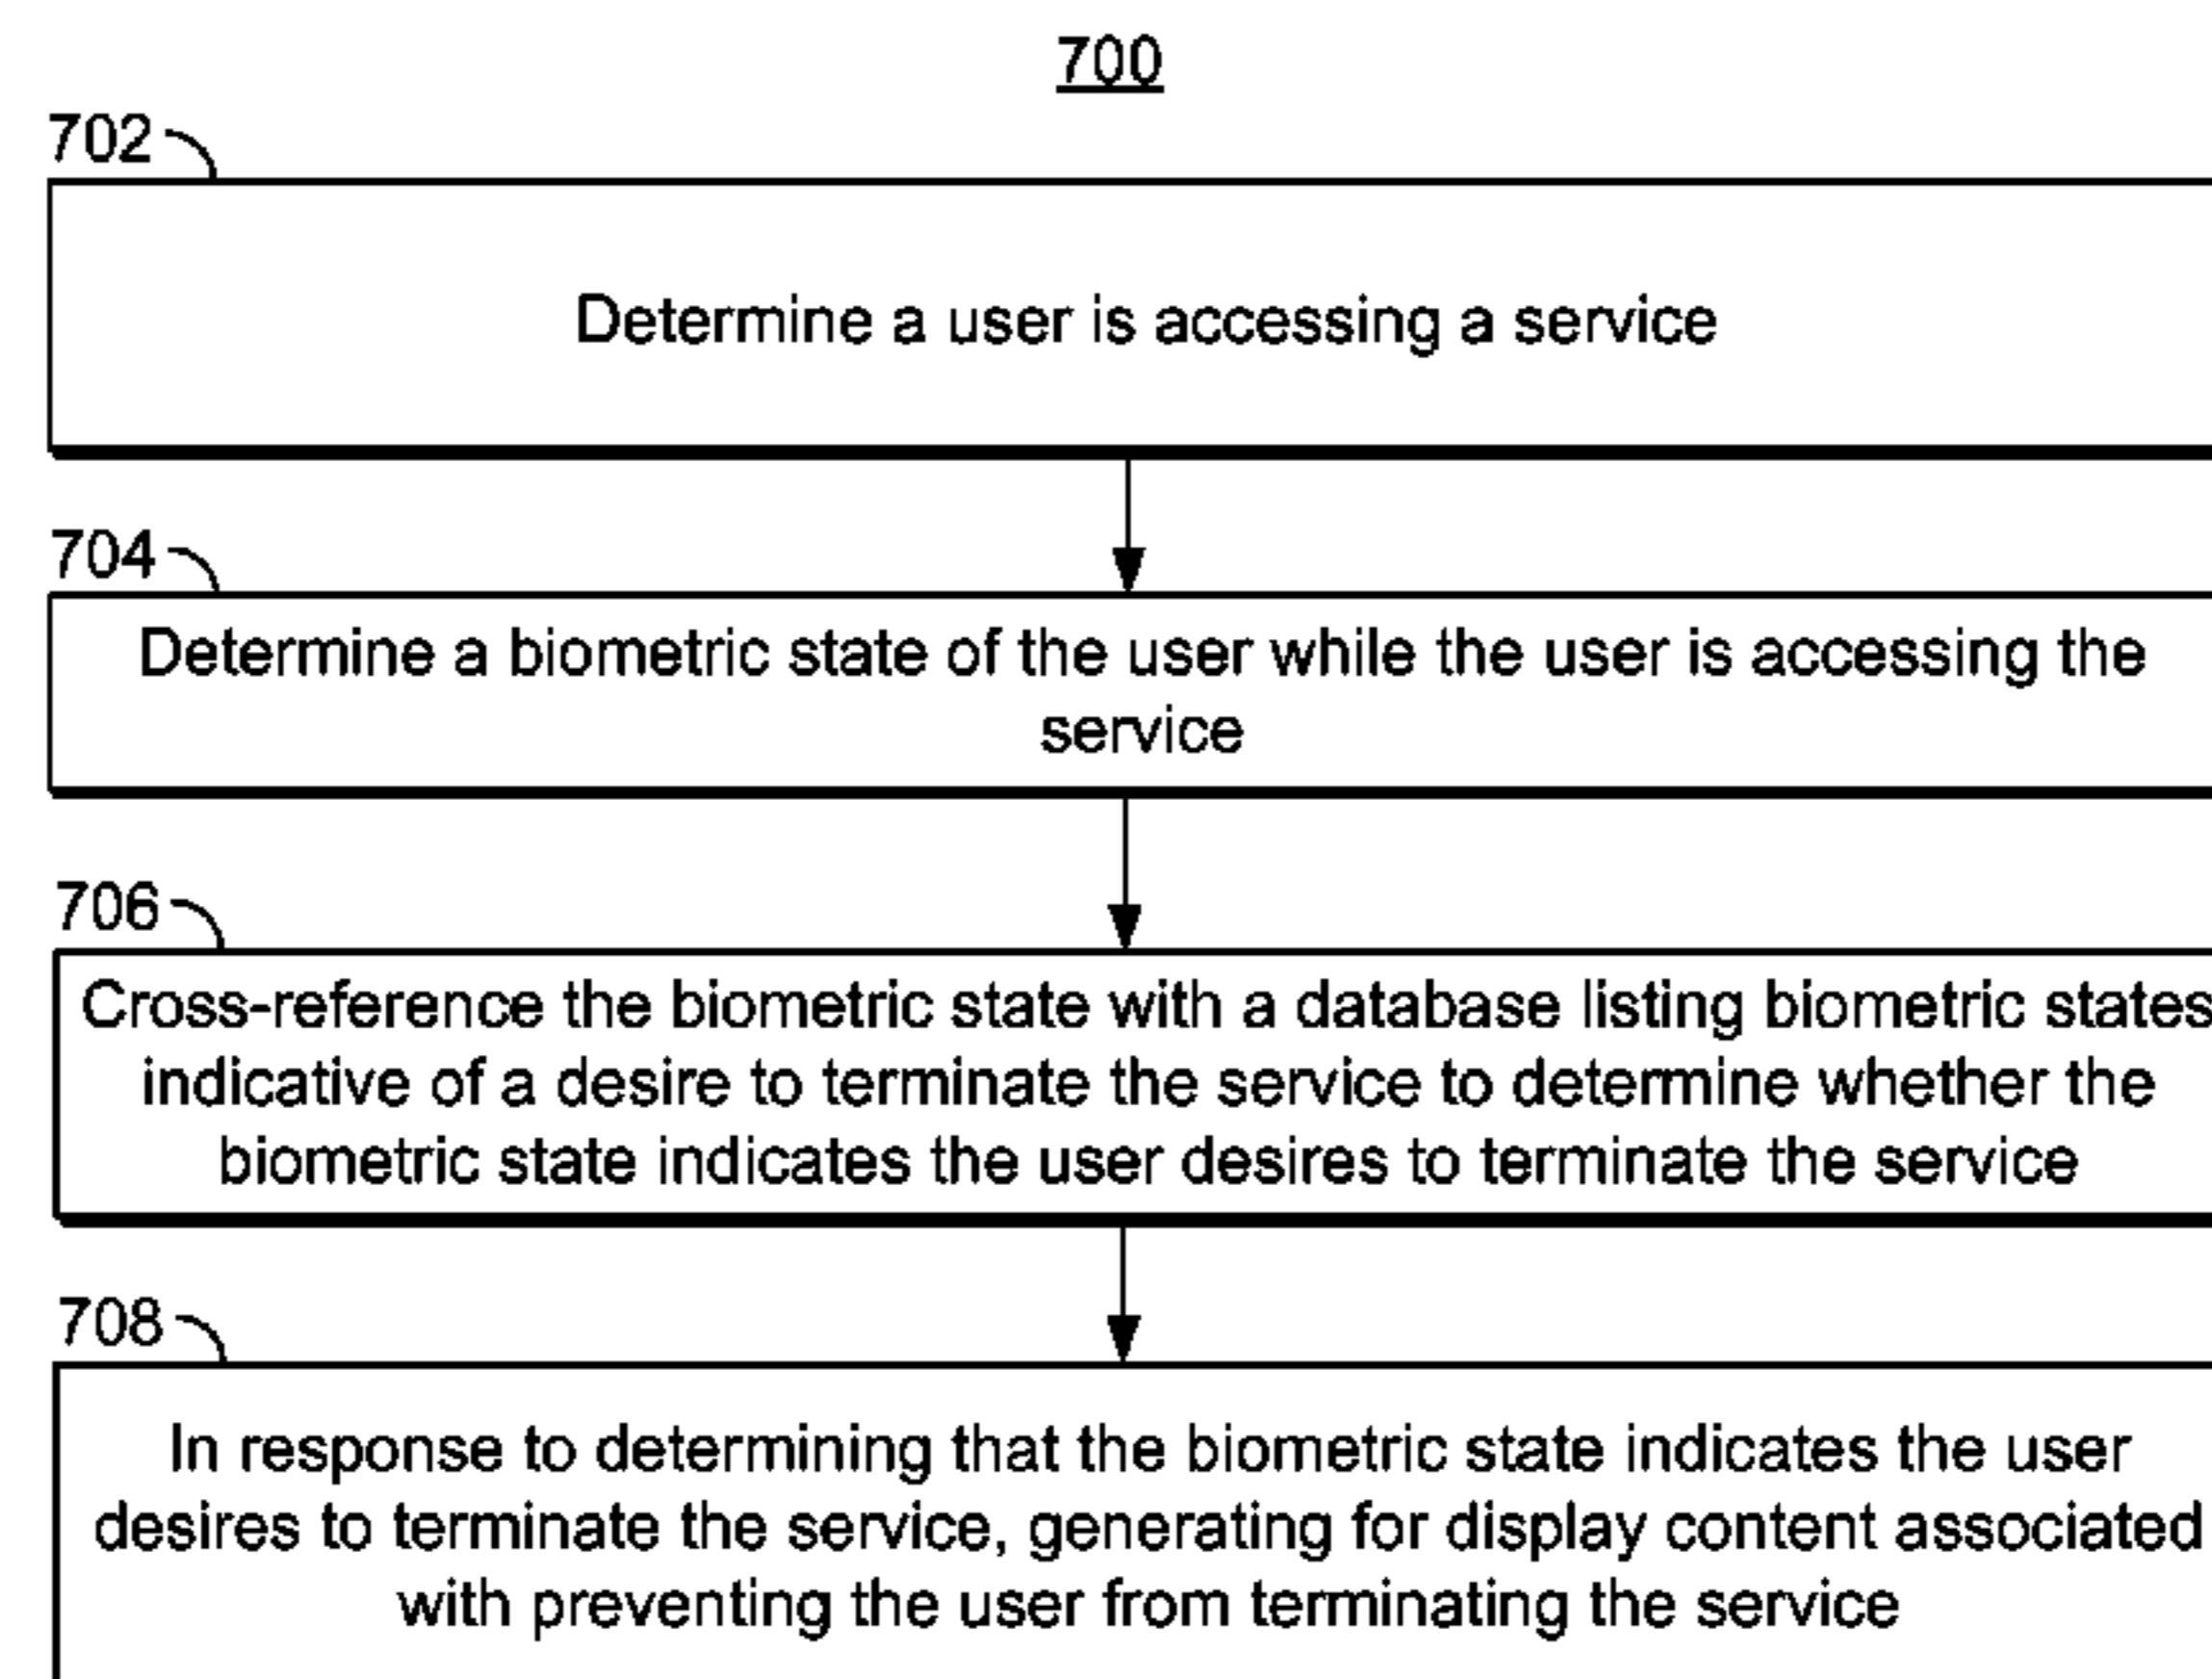 700
702
Determine a user is accessing a service
704
Determine a biometric state of the user while the user is accessing the
service
706
Cross-reference the biometric state with a database listing biometric states
indicative of a desire to terminate the service to determine whether the
biometric state indicates the user desires to terminate the service
708
In response to determining that the biometric state indicates the user
desires to terminate the service, generating for display content associated
with preventing the user from terminating the service